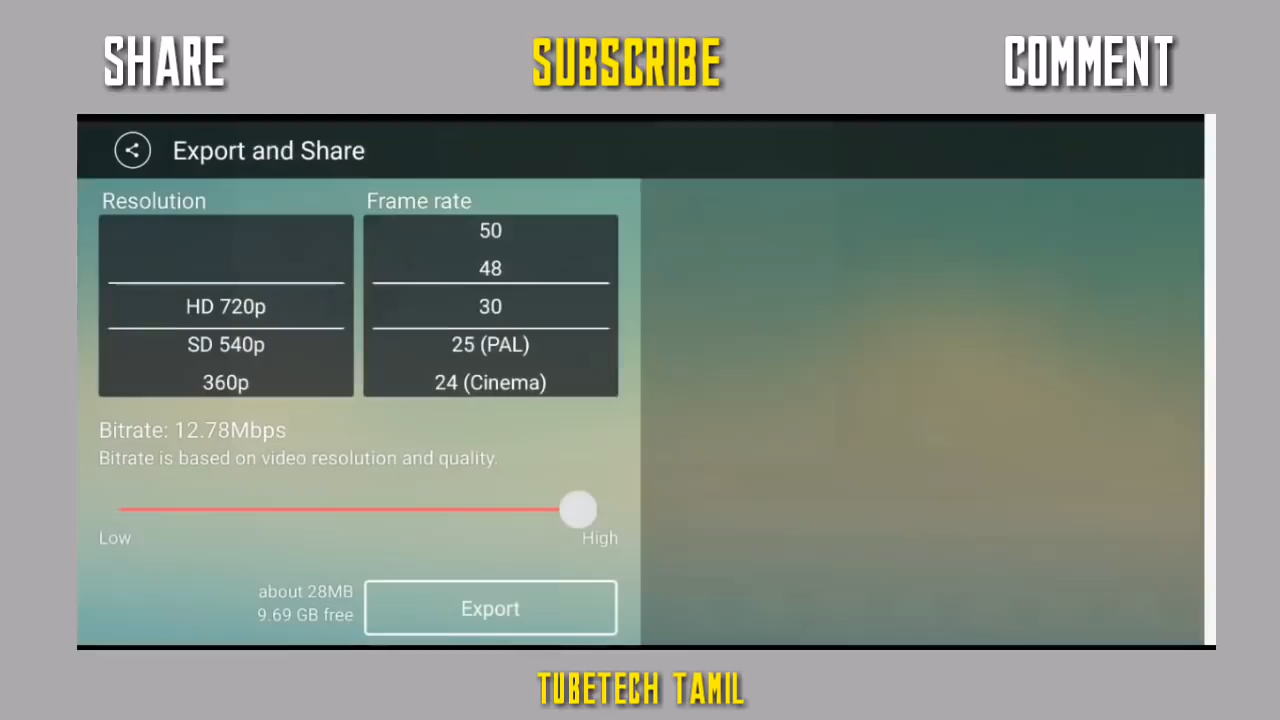 SHARE
SUBSCRIBE
COMMENT
Export and Share
Resolution
Frame rate
50
48
HD 720p
30
SD 540p
25 (PAL)
360p
24 (Cinema)
Bitrate: 12.78Mbps
Bitrate is based on video resolution and quality.
Low
High
about 28MB
9.69 GB free
Export
TUBETECH TAMIL